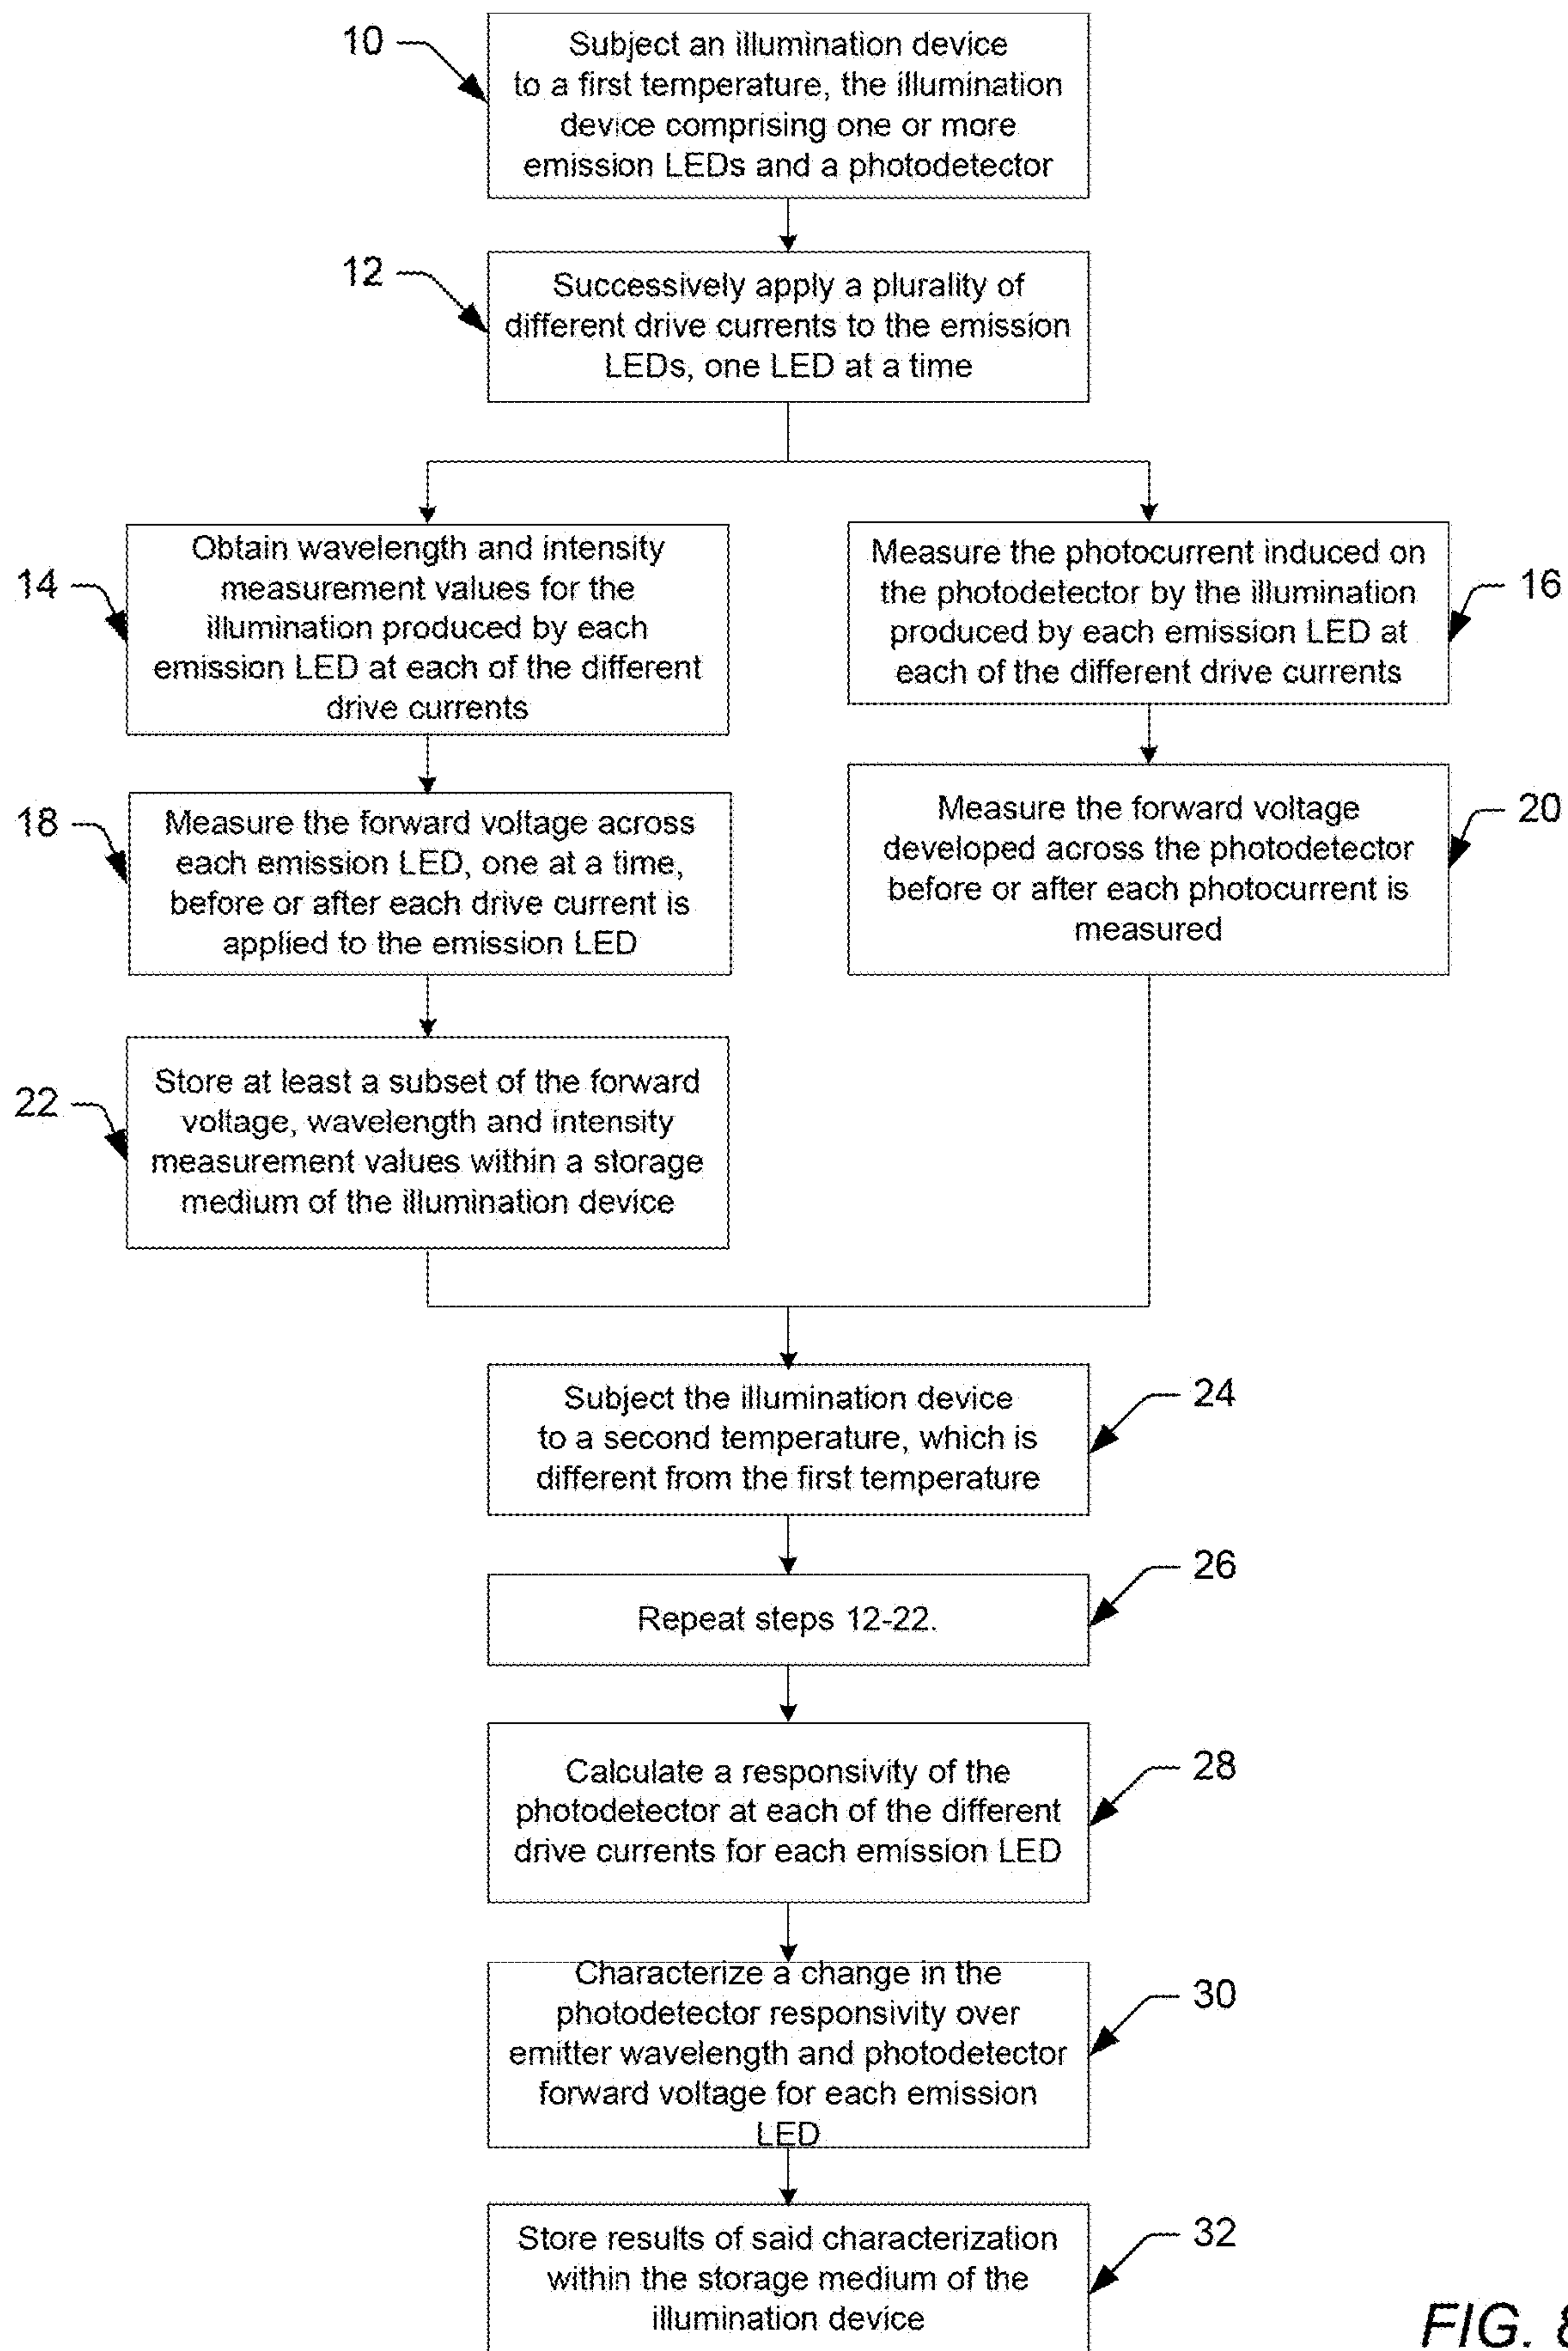 10
Subject an illumination device
to a first temperature, the illumination
device comprising one or more
emission LEDs and a photodetector
12
Successively apply a plurality of
different drive currents to the emission
LEDs, one LED at a time
14
Obtain wavelength and intensity
measurement values for the
illumination produced by each
emission LED at each of the different
drive currents
Measure the photocurrent induced on
the photodetector by the illumination
produced by each emission LED at
each of the different drive currents
16
18
Measure the forward voltage across
each emission LED, one at a time,
before or after each drive current is
applied to the emission LED
Measure the forward voltage
developed across the photodetector
before or after each photocurrent is
measured
20
22
Store at least a subset of the forward
voltage, wavelength and intensity
measurement values within a storage
medium of the illumination device
Subject the illumination device
to a second temperature, which is
different from the first temperature
24
Repeat steps 12-22.
26
Calculate a responsivity of the
photodetector at each of the different
drive currents for each emission LED
28
Characterize a change in the
photodetector responsivity over
emitter wavelength and photodetector
forward voltage for each emission
LED
30
Store results of said characterization
within the storage medium of the
illumination device
32
FIG. 8